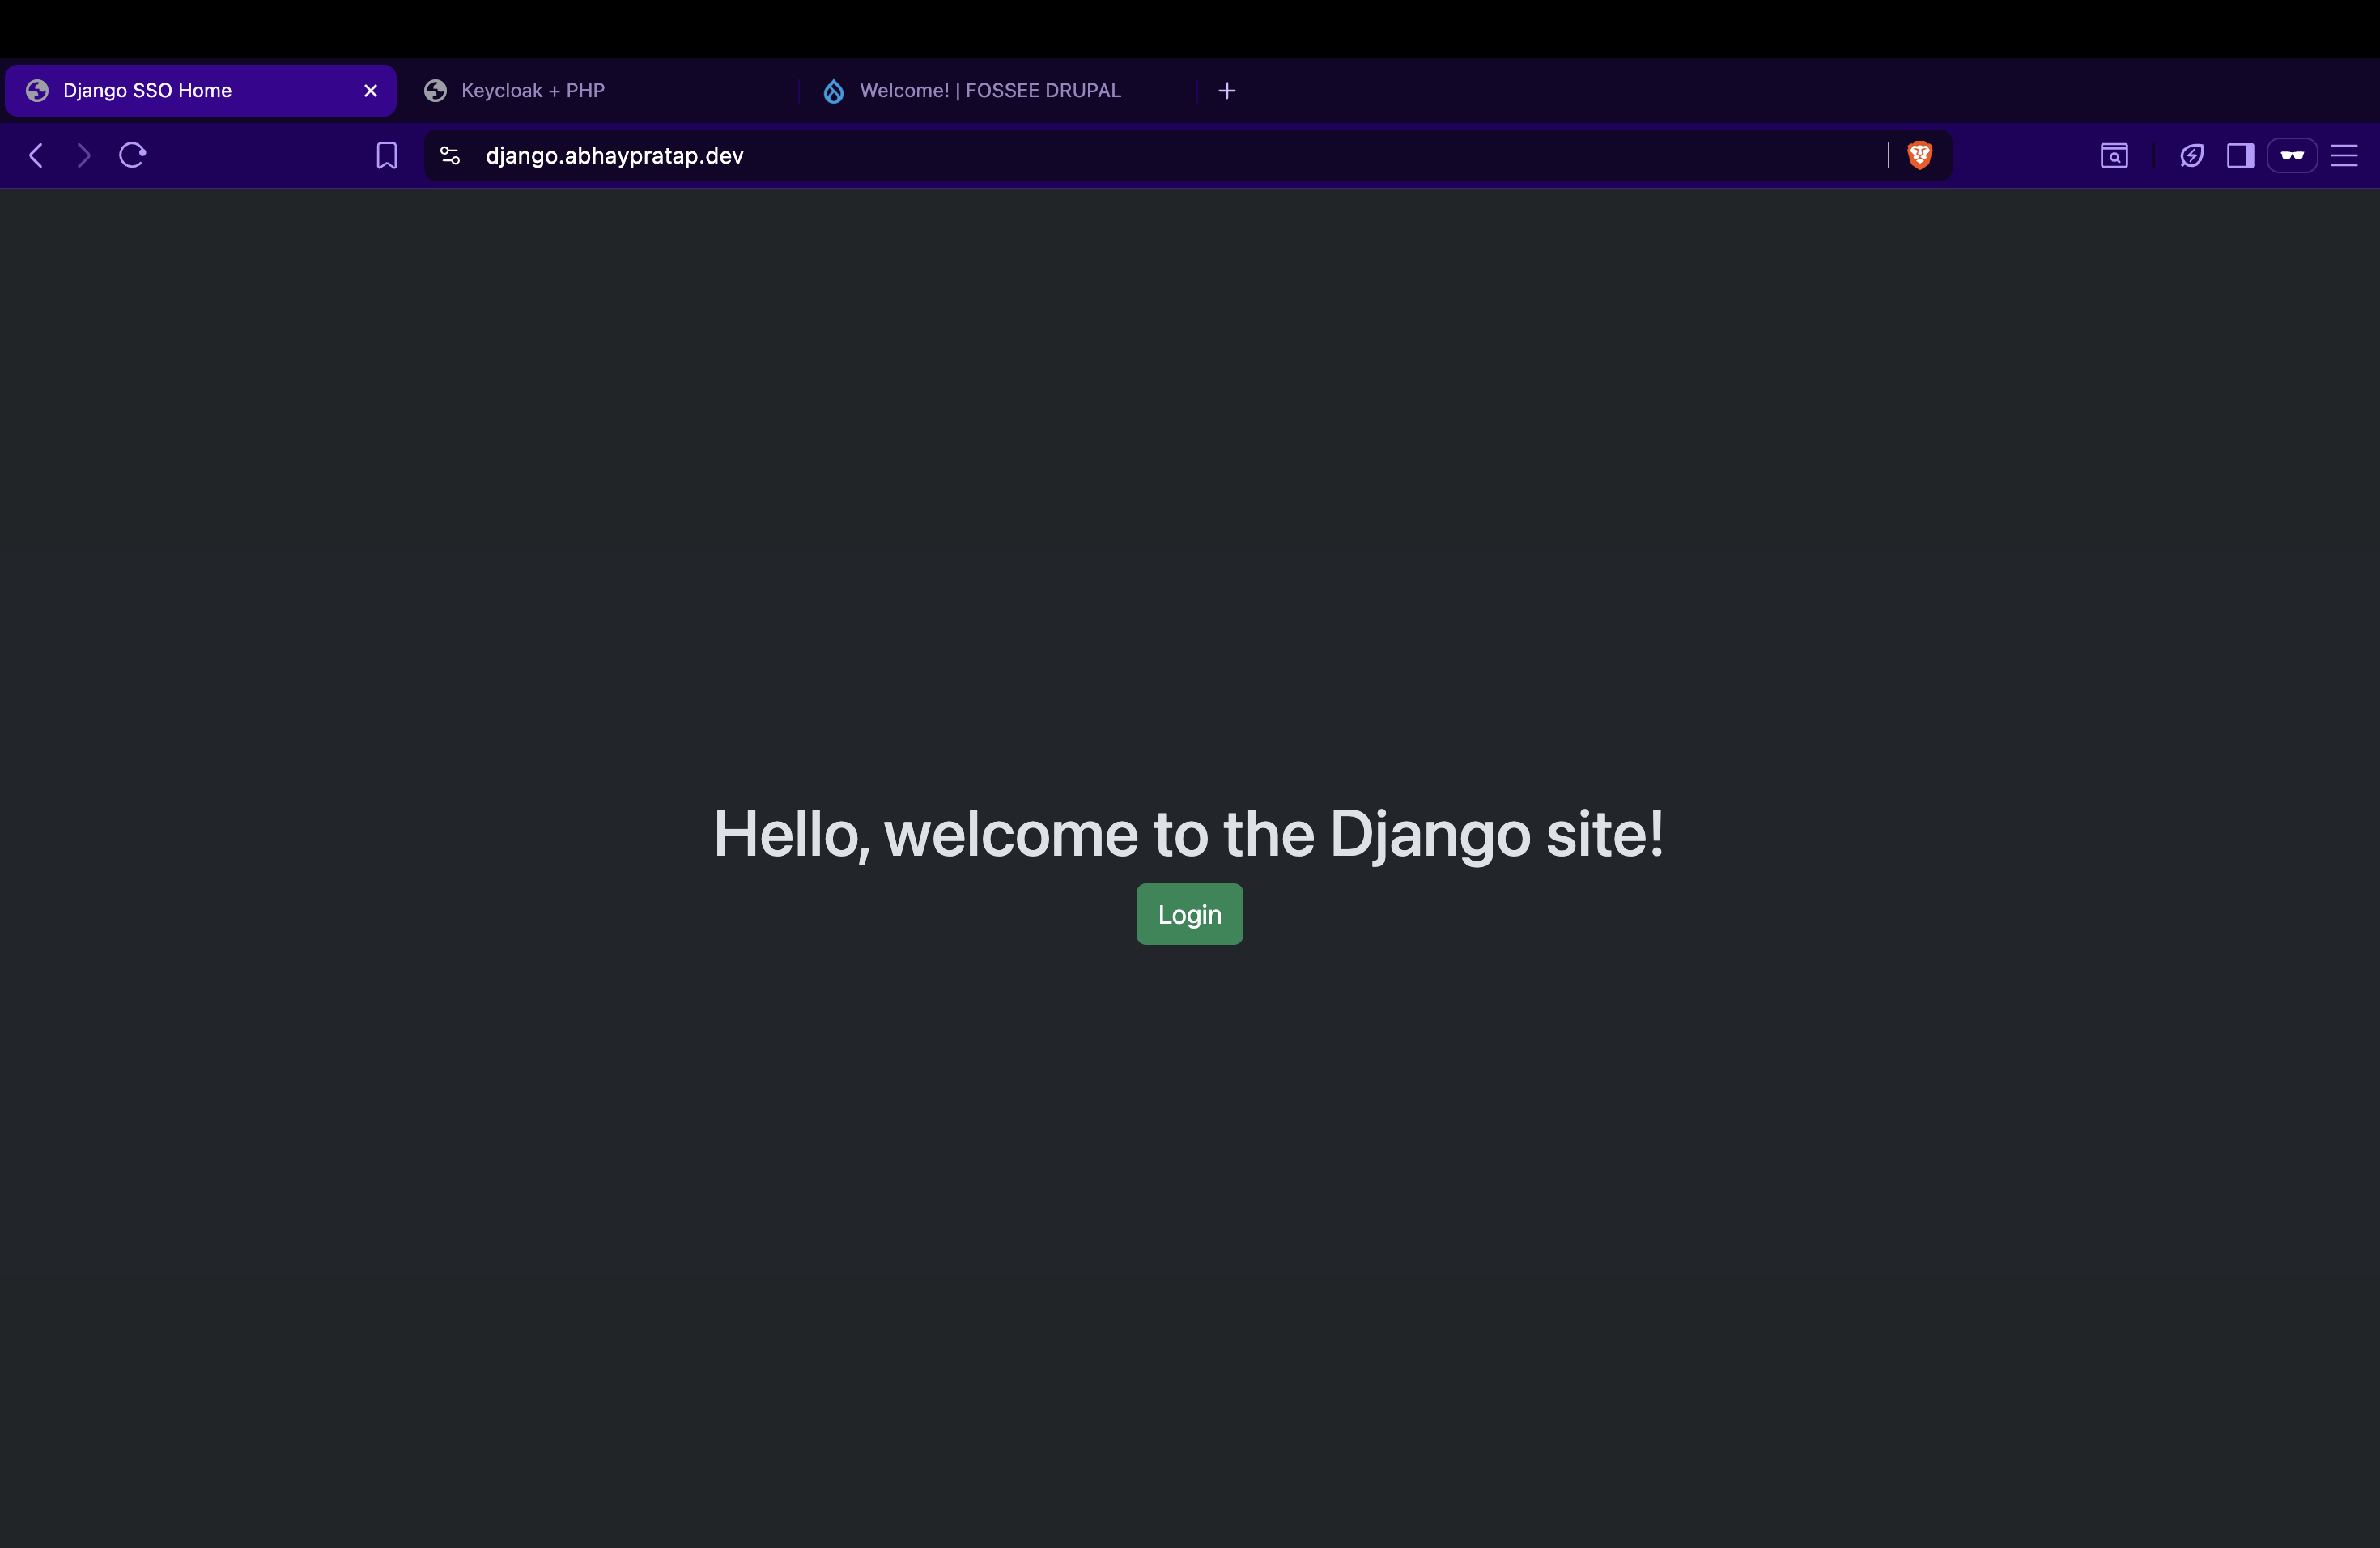 Django SSO Home
Keycloak + PHP
Welcome! | FOSSEE DRUPAL
django.abhaypratap.dev
Hello, welcome to the Django site!
Login